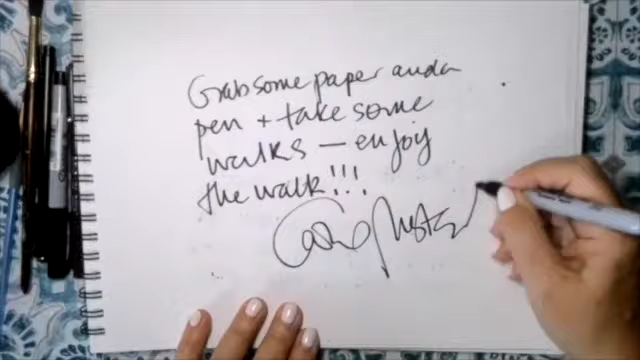 Grab some paper and a
pen + take some
walks — enjoy
the walk!!!